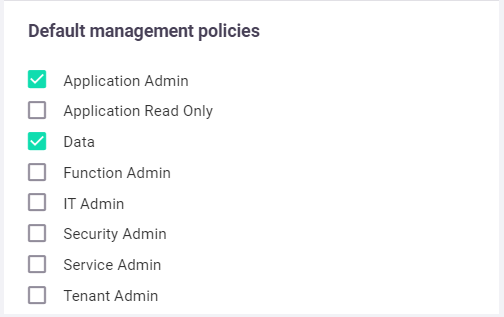 Default management policies
Application Admin
Application Read Only
Data
Function Admin
IT Admin
Security Admin
Service Admin
Tenant Admin